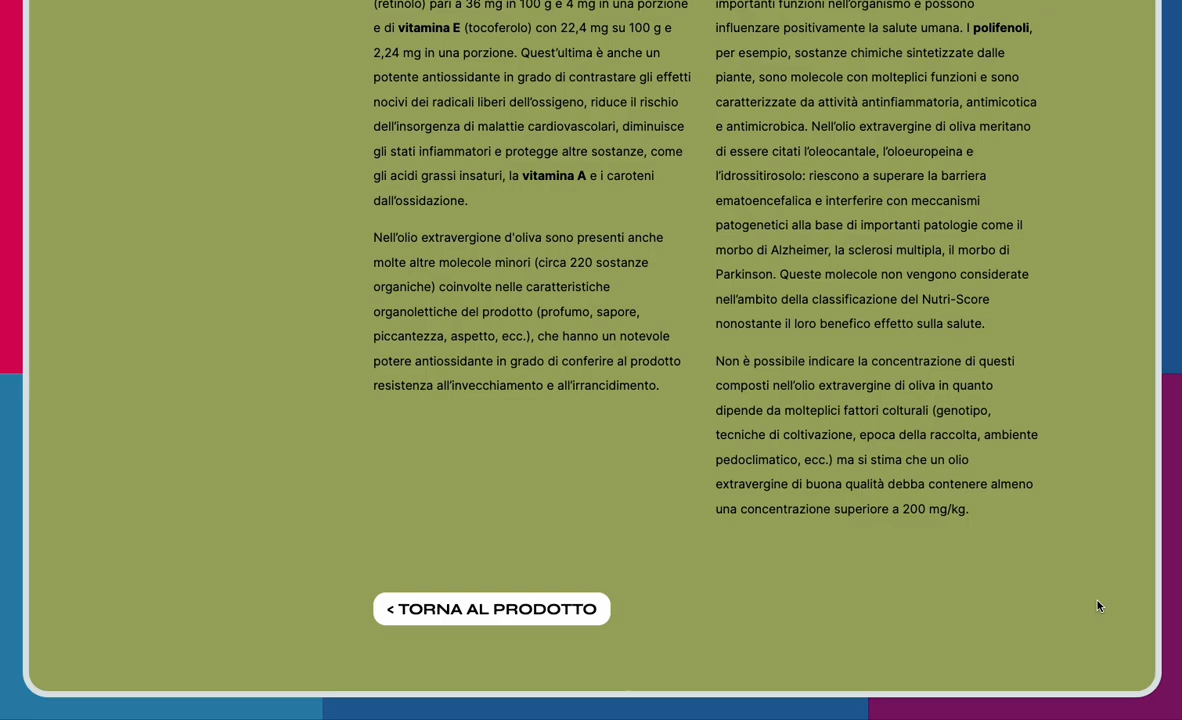 (retinolo) pari a 36 mg in 100 g e 4 mg in una porzione
e di vitamina E (tocoferolo) con 22,4 mg su 100 g e
2,24 mg in una porzione. Quest'ultima è anche un
potente antiossidante in grado di contrastare gli effetti
nocivi dei radicali liberi dell'ossigeno, riduce il rischio
dell'insorgenza di malattie cardiovascolari, diminuisce
gli stati infiammatori e protegge altre sostanze, come
gli acidi grassi insaturi, la vitamina A e i caroteni
dall'ossidazione.
Nell'olio extravergione d'oliva sono presenti anche
molte altre molecole minori (circa 220 sostanze
organiche) coinvolte nelle caratteristiche
organolettiche del prodotto (profumo, sapore,
piccantezza, aspetto, ecc.), che hanno un notevole
potere antiossidante in grado di conferire al prodotto
resistenza all'invecchiamento e all'irrancidimento.
importanti funzioni nell'organismo e possono
influenzare positivamente la salute umana. I polifenoli,
per esempio, sostanze chimiche sintetizzate dalle
piante, sono molecole con molteplici funzioni e sono
caratterizzate da attività antinfiammatoria, antimicotica
e antimicrobica. Nell'olio extravergine di oliva meritano
di essere citati l'oleocantale, l'oloeuropeina e
l'idrossitirosolo: riescono a superare la barriera
ematoencefalica e interferire con meccanismi
patogenetici alla base di importanti patologie come il
morbo di Alzheimer, la sclerosi multipla, il morbo di
Parkinson. Queste molecole non vengono considerate
nell'ambito della classificazione del Nutri-Score
nonostante il loro benefico effetto sulla salute.
Non è possibile indicare la concentrazione di questi
composti nell'olio extravergine di oliva in quanto
dipende da molteplici fattori colturali (genotipo,
tecniche di coltivazione, epoca della raccolta, ambiente
pedoclimatico, ecc.) ma si stima che un olio
extravergine di buona qualità debba contenere almeno
una concentrazione superiore a 200 mg/kg.
< TORNA AL PRODOTTO